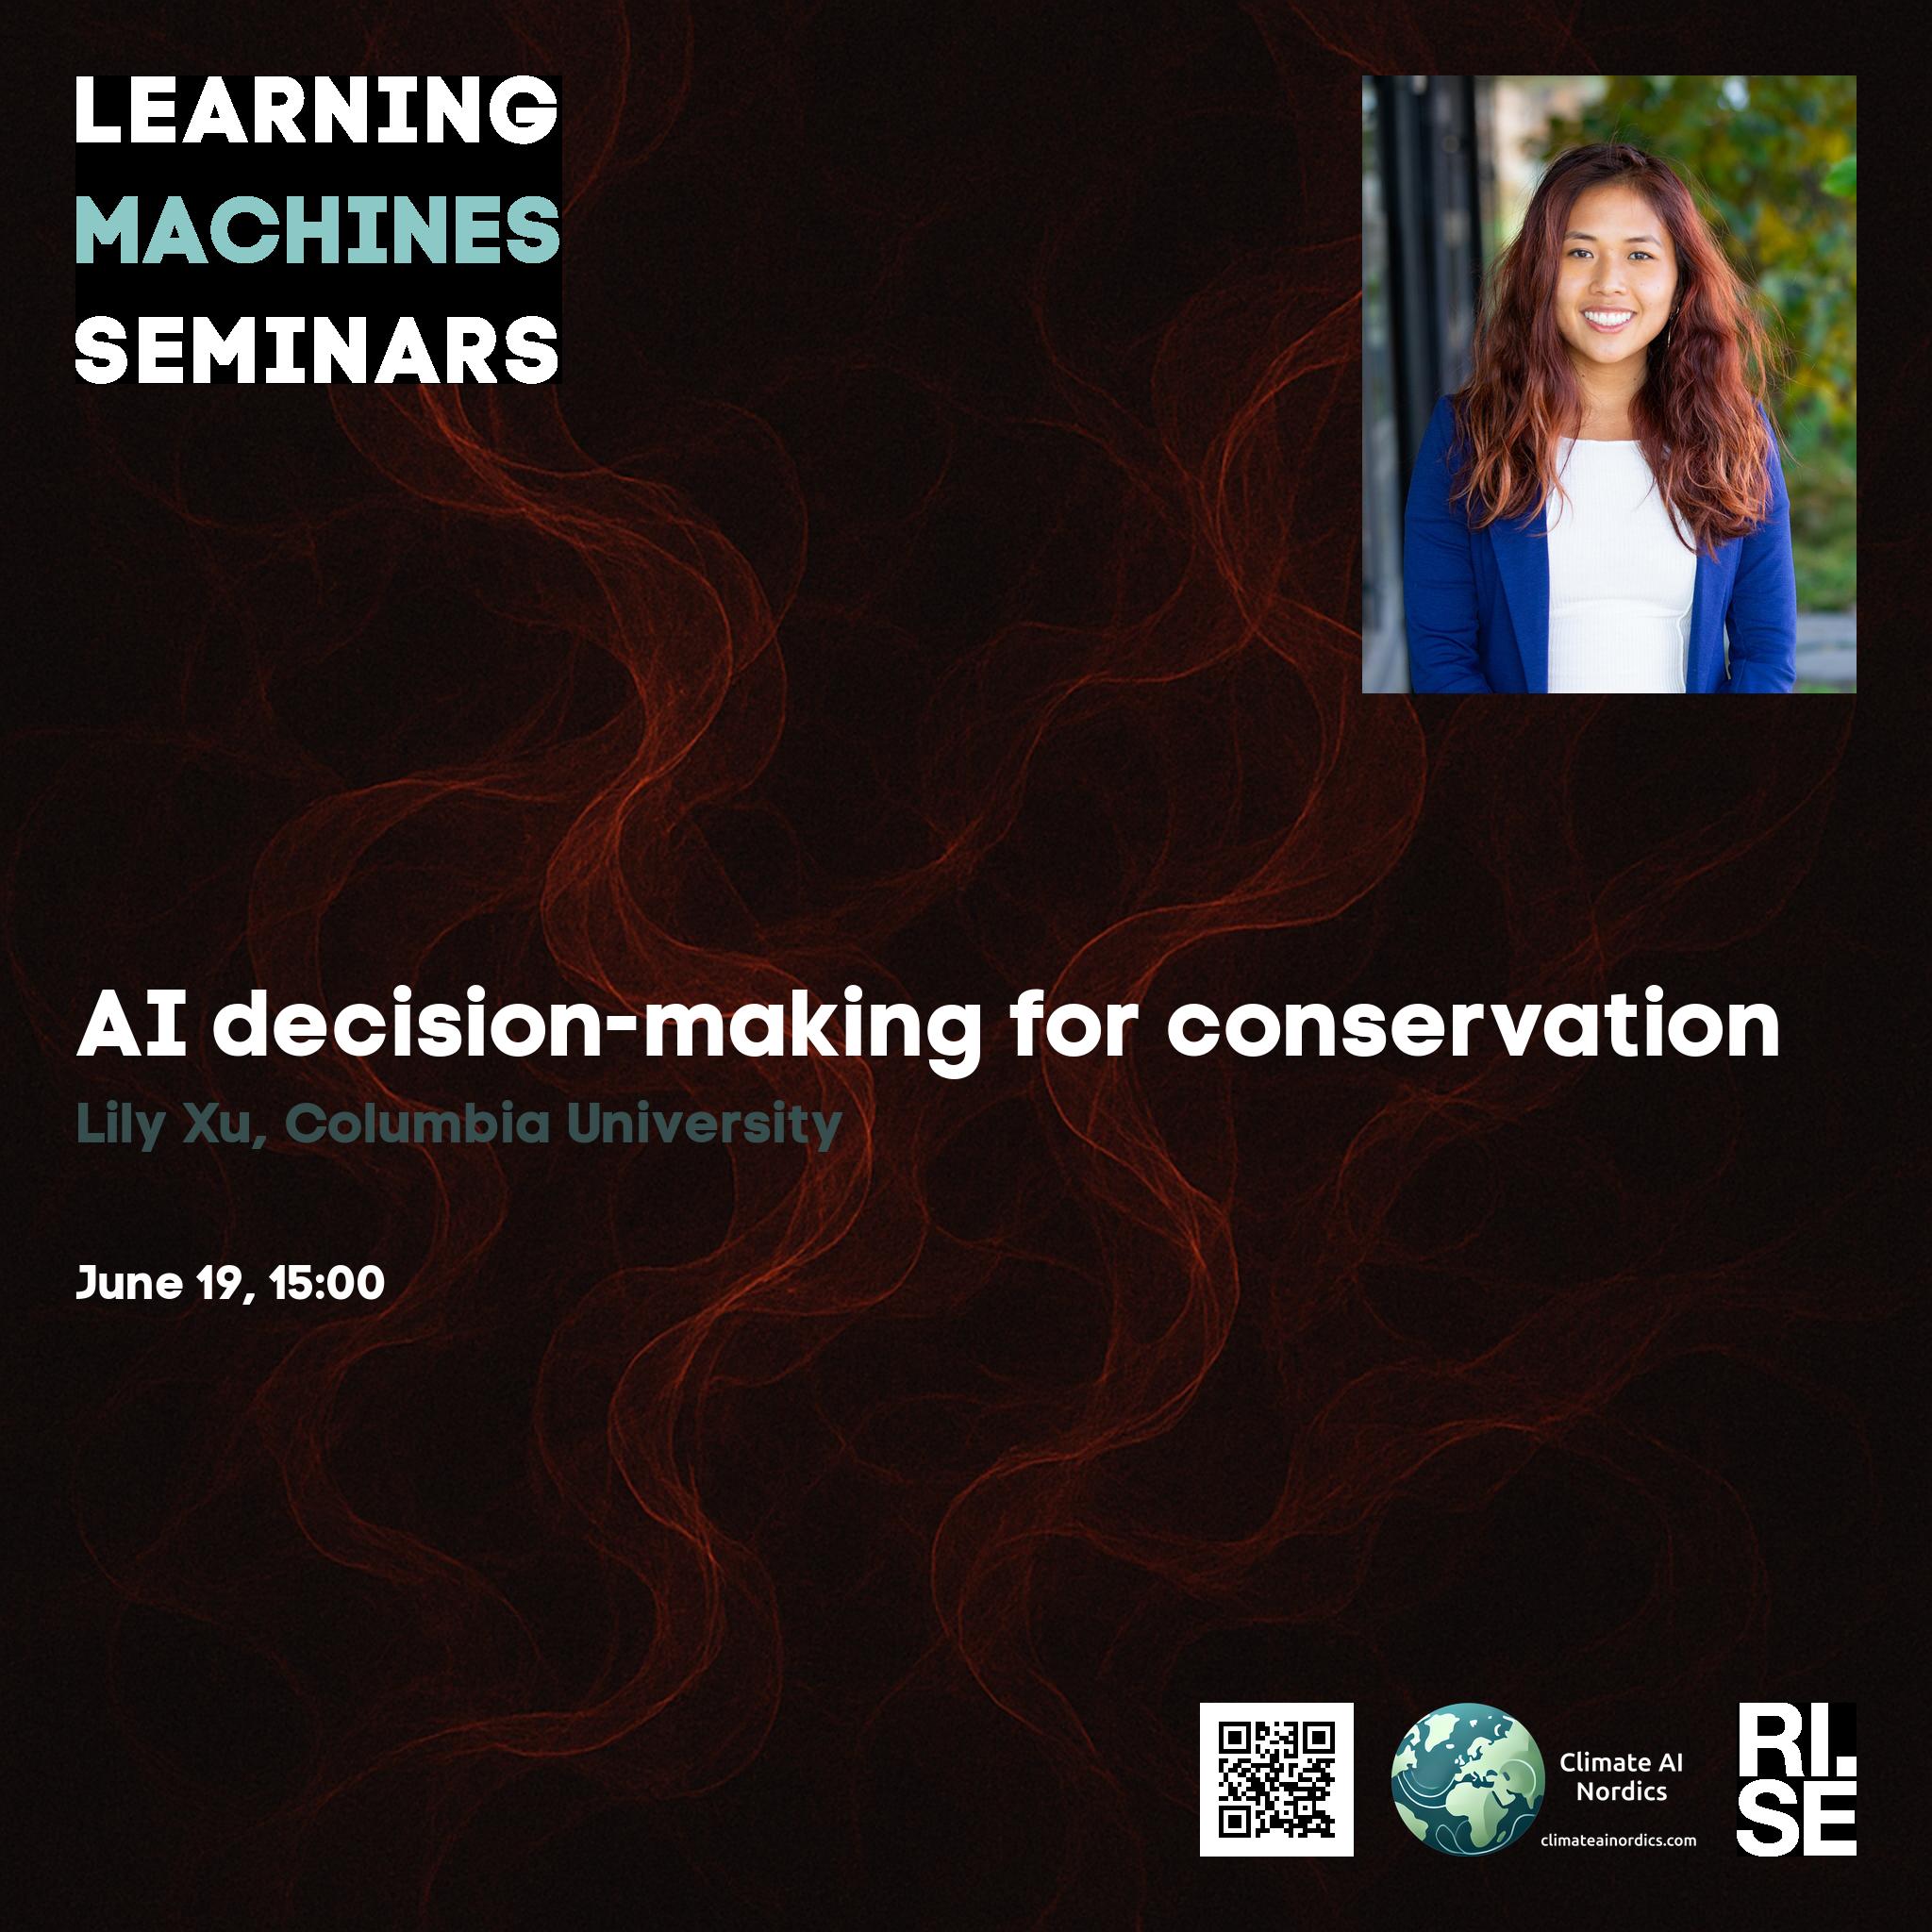 LEARNING
MACHINES
SEMINARS
AI decision-making for conservation
Lily Xu, Columbia University
June 19, 15:00
Climate AI
Nordics
climateainordics.com
RI.
SE